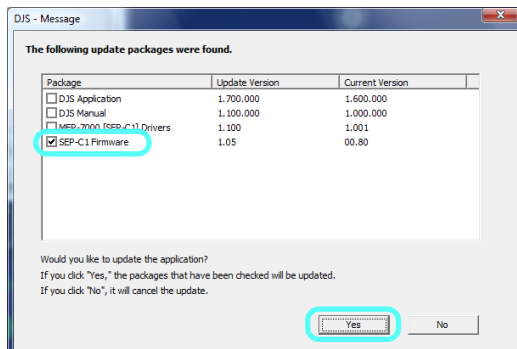 DJS - Message
The following update packages were found.
Package Update Version Current Version
DJS Application 1.700.000 1.600.000
DJS Manual 1.100.000 1.000.000
MEP-7000 [SEP-C1] Drivers 1.100 1.001
SEP-C1 Firmware 1.05 00.80
Would you like to update the application?
If you click "Yes," the packages that have been checked will be updated.
If you click "No", it will cancel the update.
Yes No